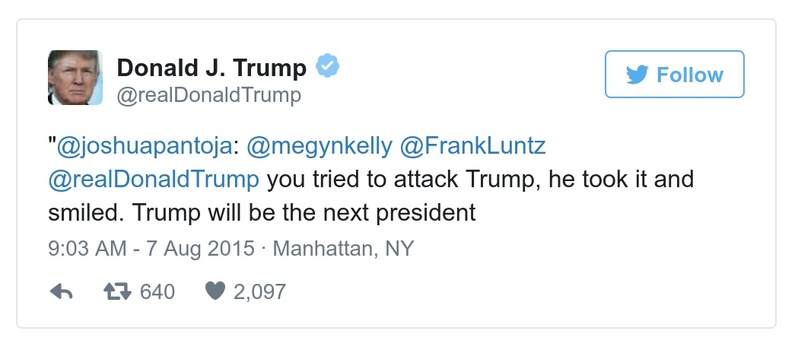 Donald J. Trump
@realDonaldTrump
Follow
"@joshuapantoja: @megynkelly @FrankLuntz
@realDonaldTrump you tried to attack Trump, he took it and
smiled. Trump will be the next president
9:03 AM - 7 Aug 2015 · Manhattan, NY
640 2,097